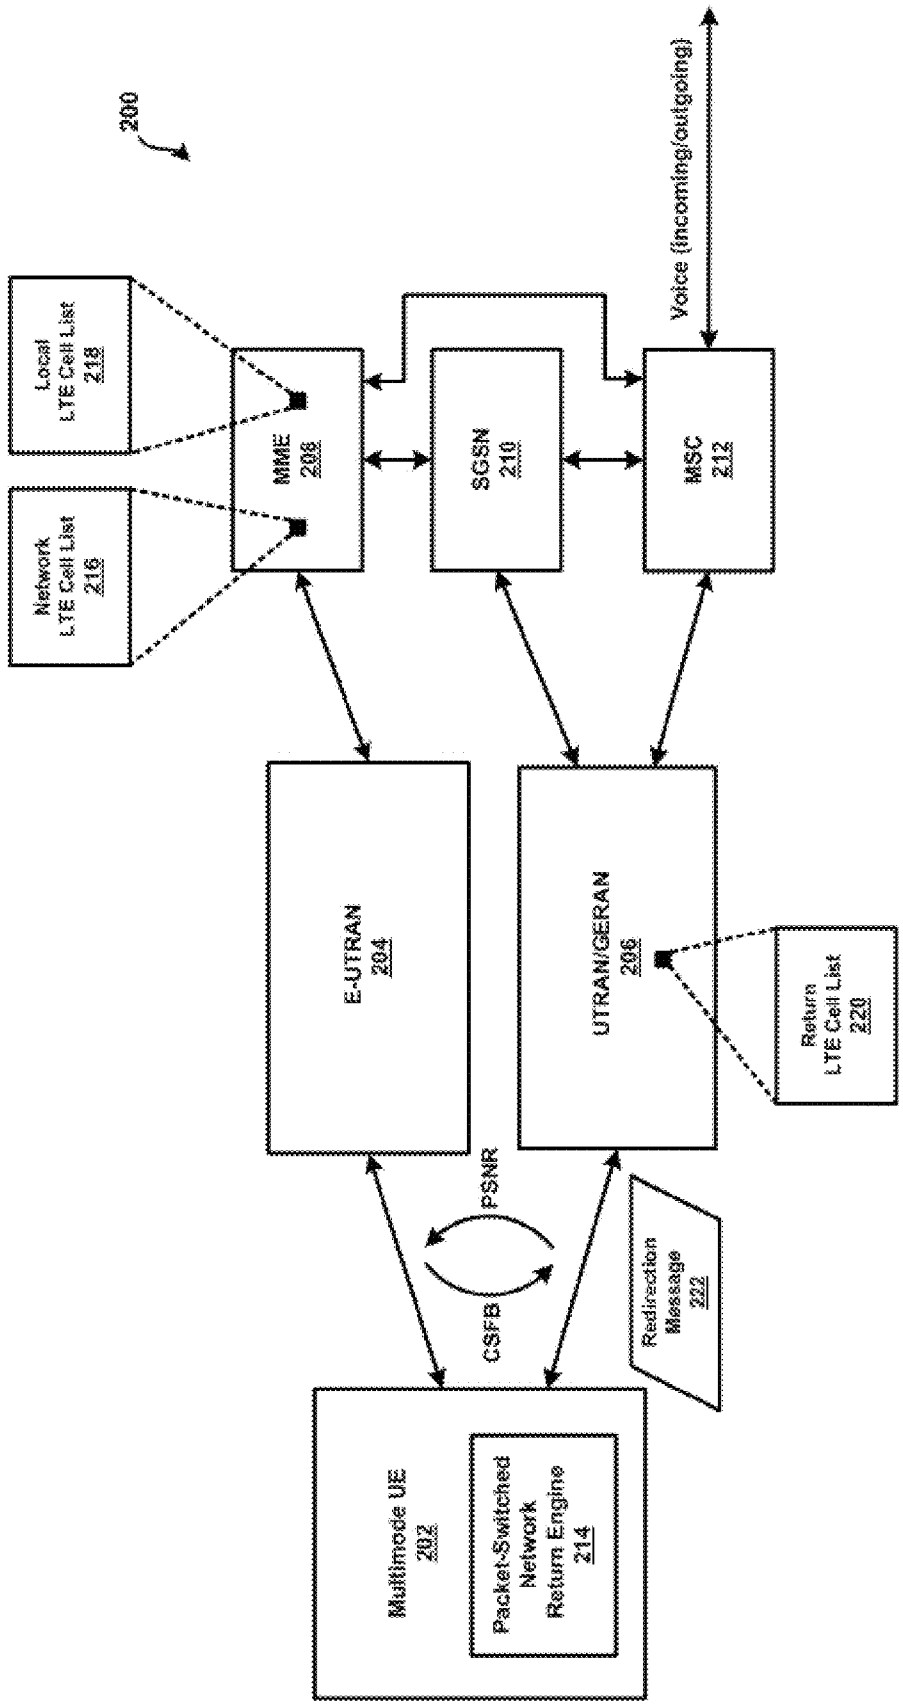 200
Network
LTE Cell List
216
Local
LTE Cell List
218
MME
208
SGSN
210
MSC
212
Voice (incoming/outgoing)
E-UTRAN
204
UTRAN/GERAN
206
Return
LTE Cell List
220
PSNR
CSFB
Redirection
Message
222
Multimode UE
202
Packet-Switched
Network
Return Engine
214